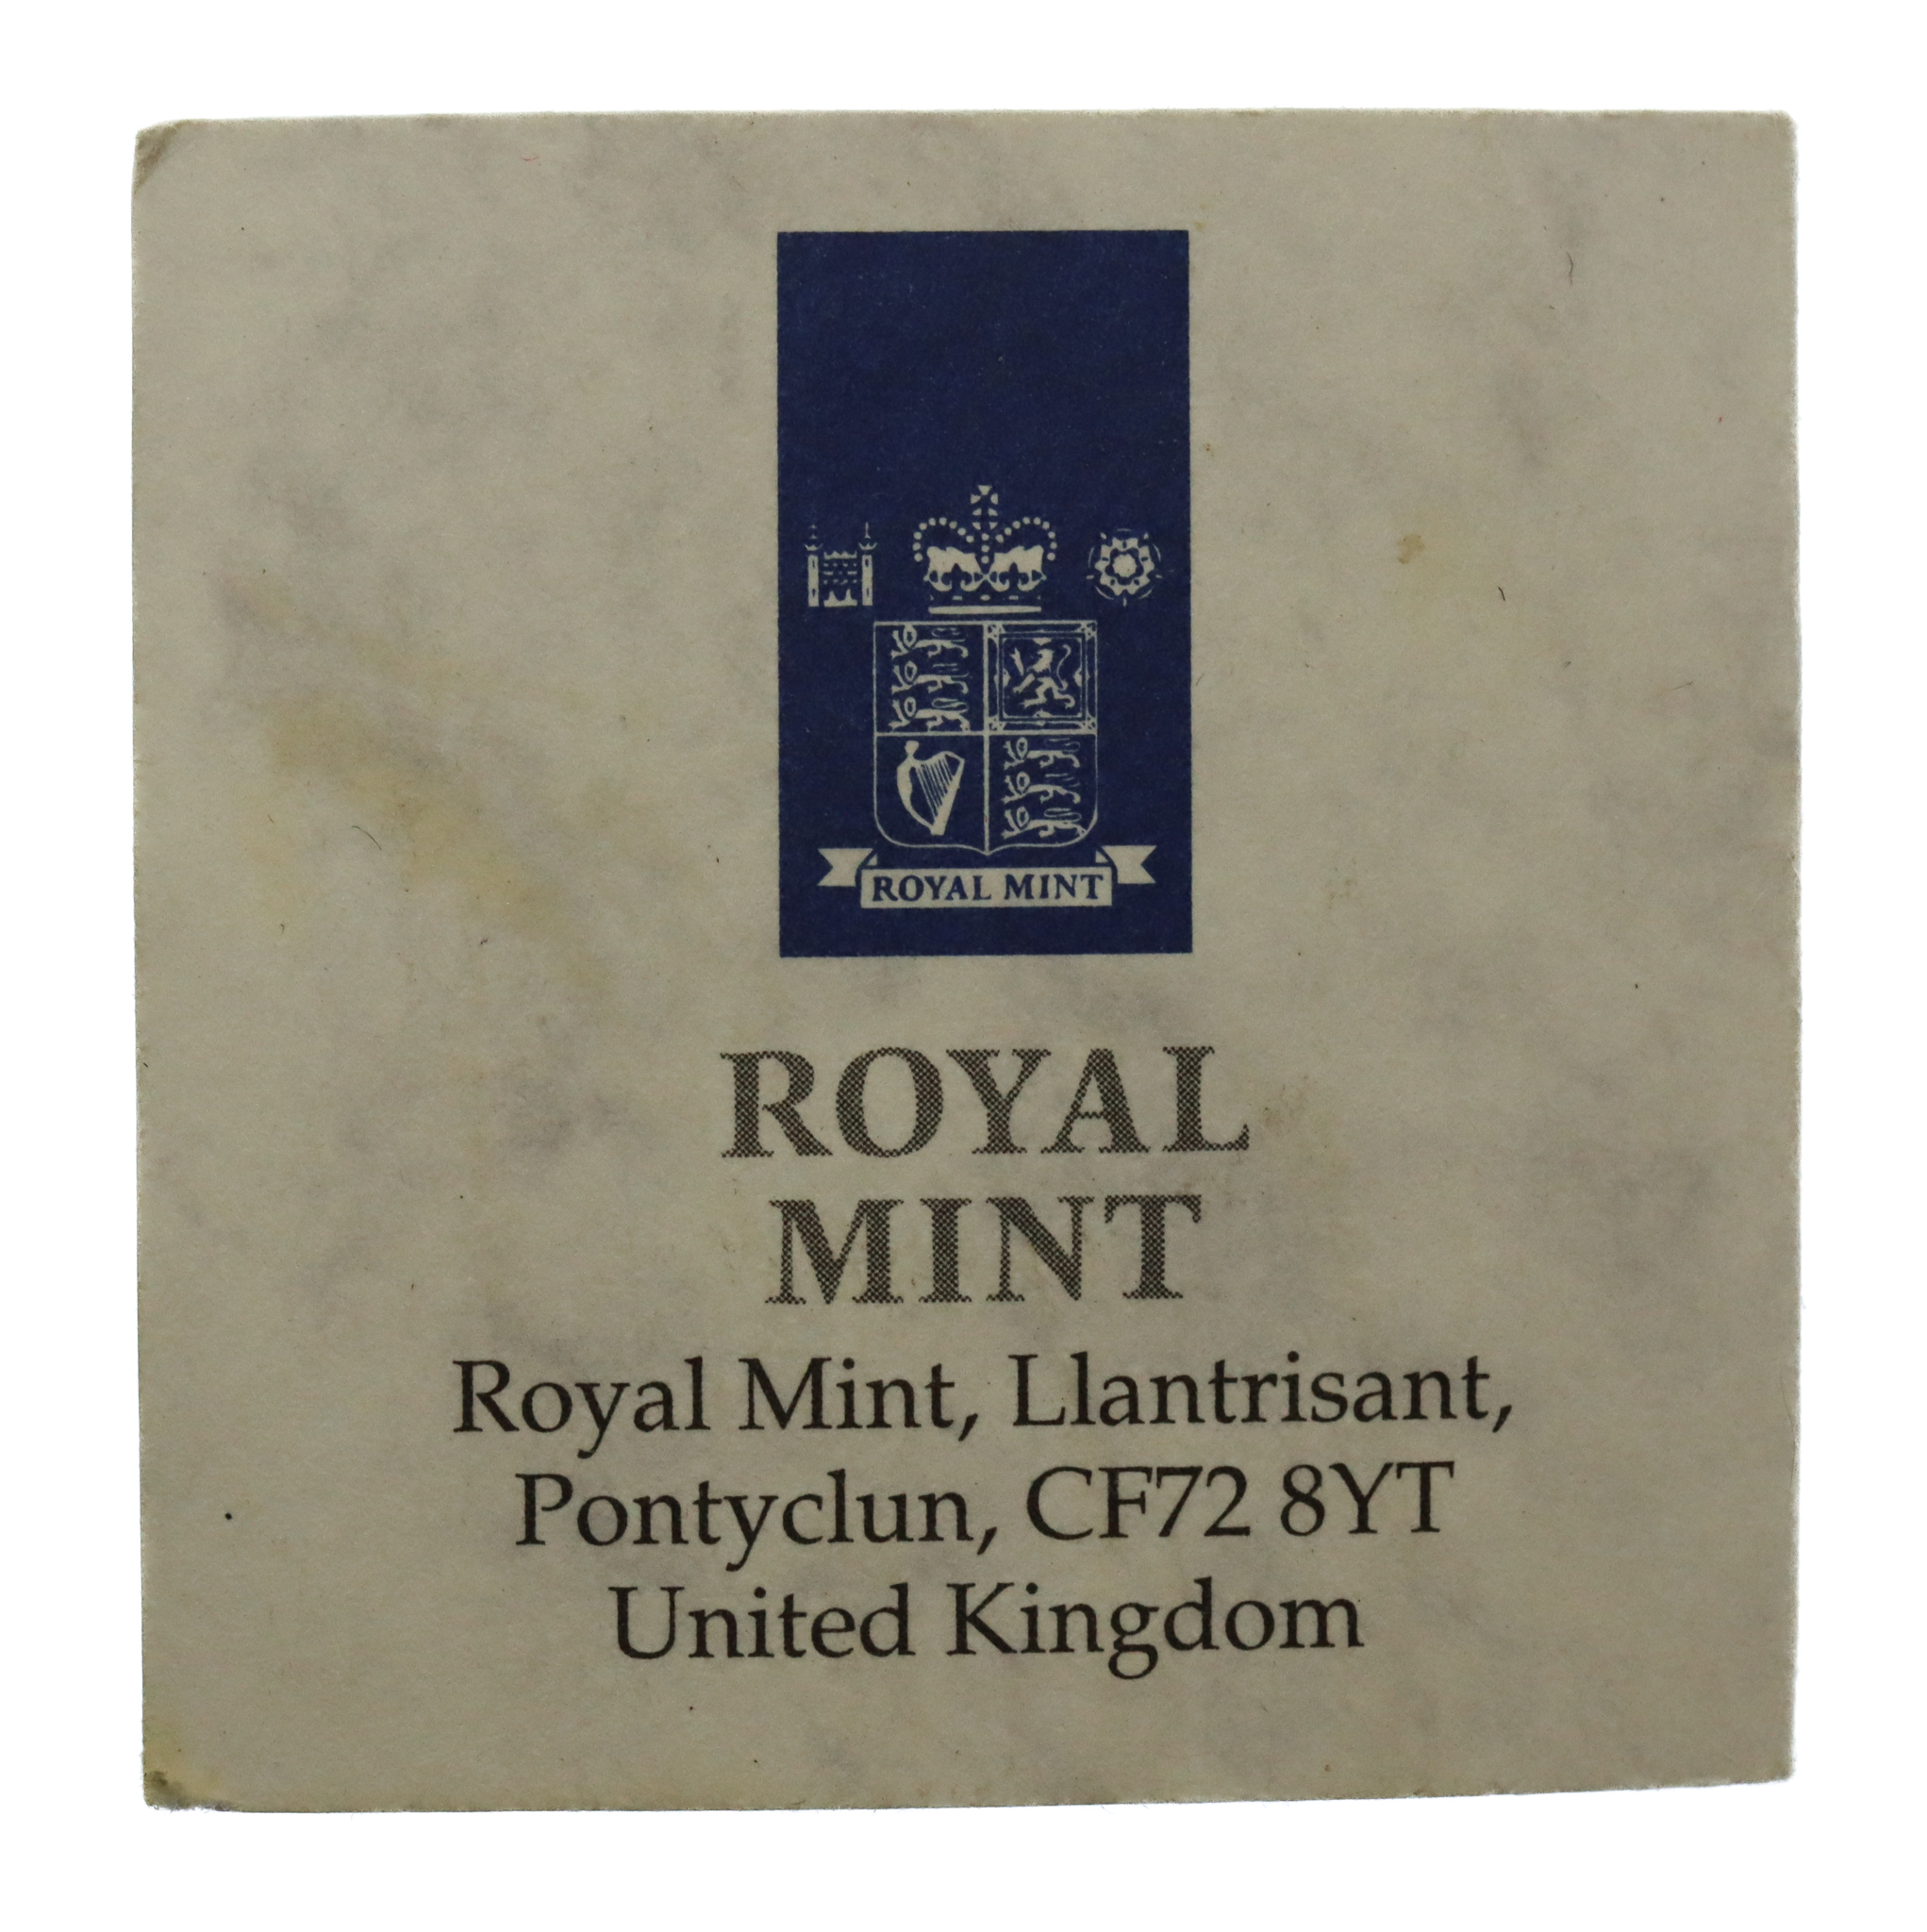 ROYAL MINT
ROYAL
MINT
Royal Mint, Llantrisant,
Pontyclun, CF72 8YT
United Kingdom